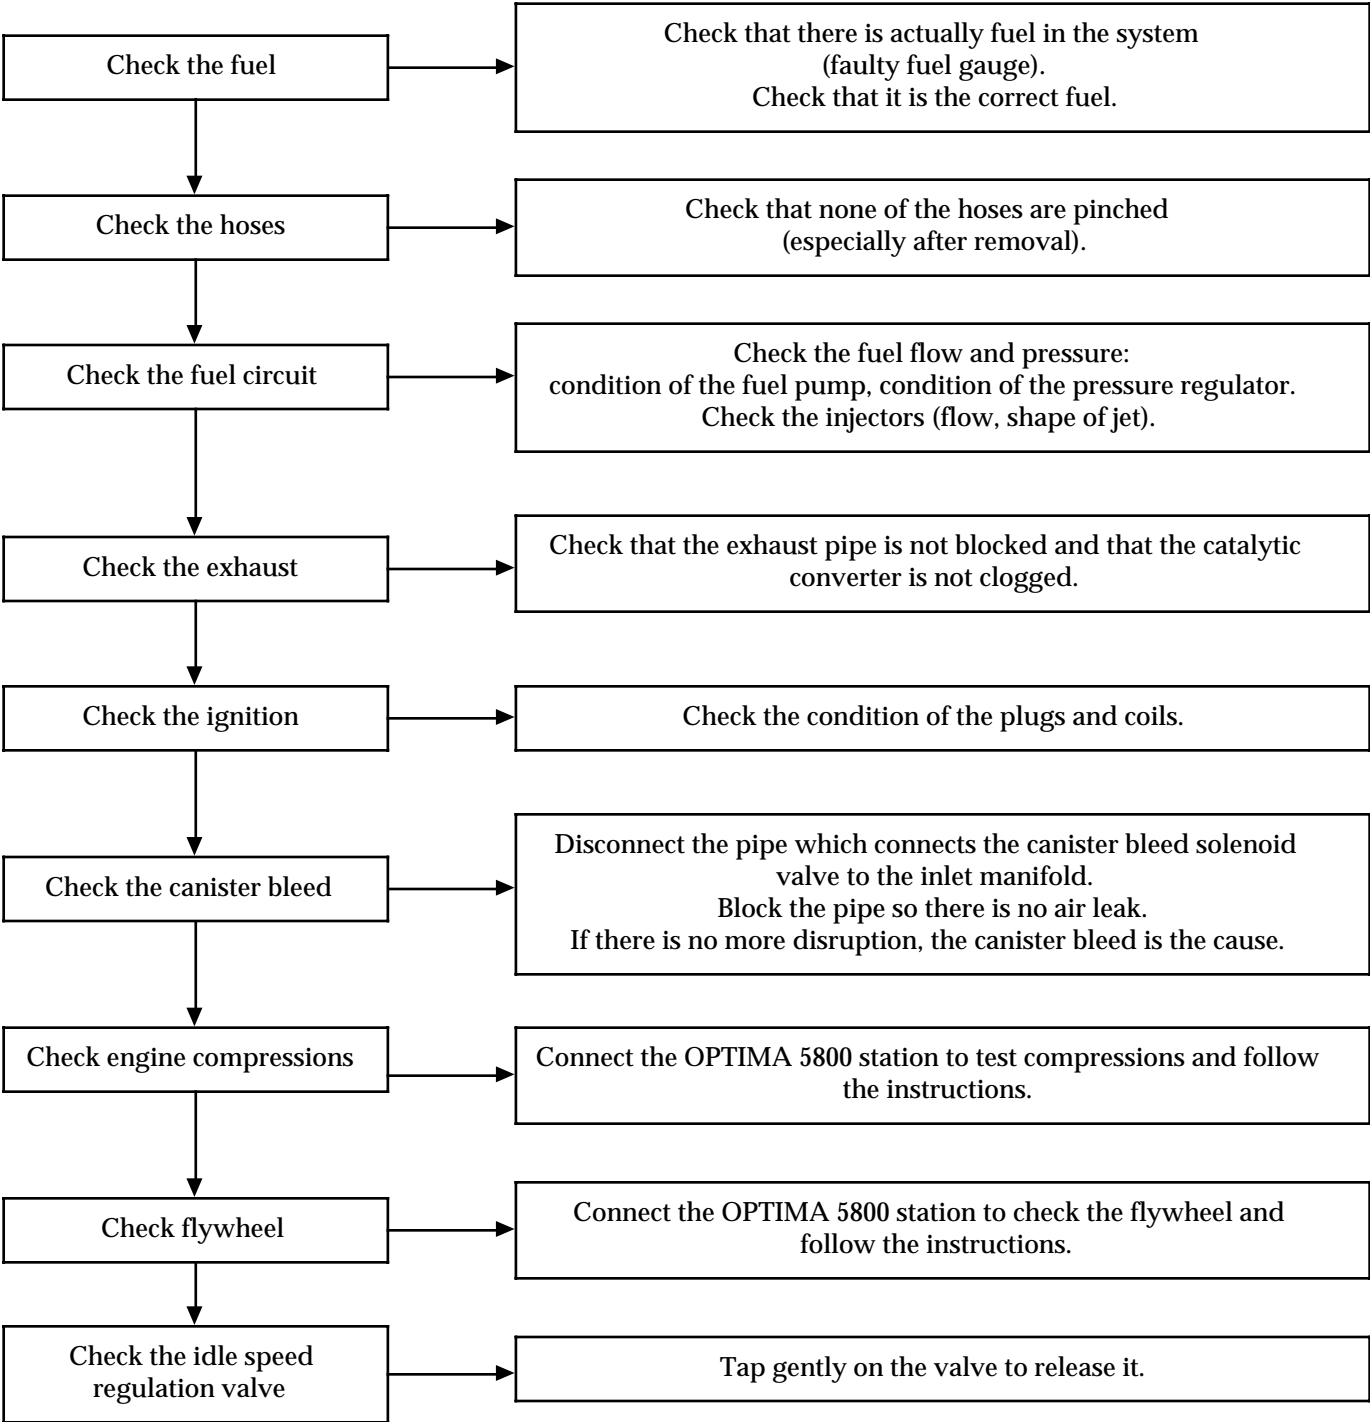 Check the fuel
Check that there is actually fuel in the system
(faulty fuel gauge).
Check that it is the correct fuel.
Check the hoses
Check that none of the hoses are pinched
(especially after removal).
Check the fuel circuit
Check the fuel flow and pressure:
condition of the fuel pump, condition of the pressure regulator.
Check the injectors (flow, shape of jet).
Check the exhaust
Check that the exhaust pipe is not blocked and that the catalytic
converter is not clogged.
Check the ignition
Check the condition of the plugs and coils.
Check the canister bleed
Disconnect the pipe which connects the canister bleed solenoid
valve to the inlet manifold.
Block the pipe so there is no air leak.
If there is no more disruption, the canister bleed is the cause.
Check engine compressions
Connect the OPTIMA 5800 station to test compressions and follow
the instructions.
Check flywheel
Connect the OPTIMA 5800 station to check the flywheel and
follow the instructions.
Check the idle speed
regulation valve
Tap gently on the valve to release it.